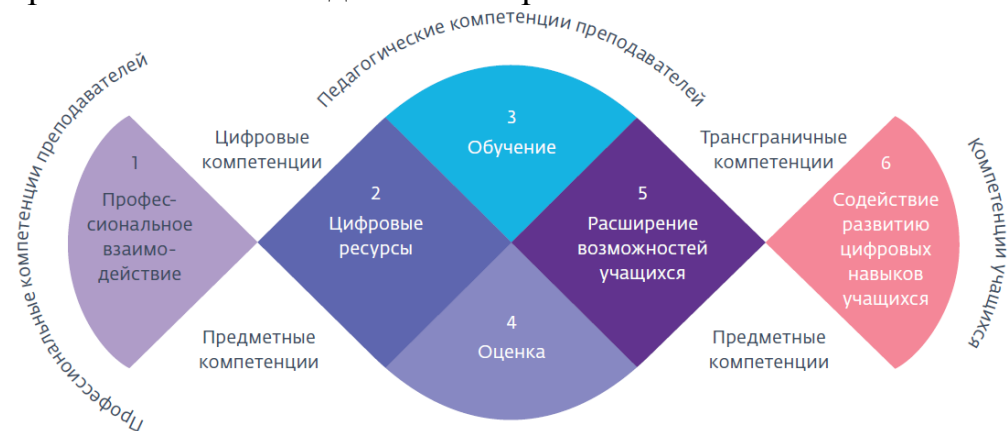 Педагогические компетенции преподавателей
Профессиональные компетенции преподавателей
Компетенции учащихся
Цифровые
компетенции
Трансграничные
компетенции
1
Профес-
сиональное
взаимо-
действие
2
Цифровые
ресурсы
3
Обучение
4
Оценка
5
Расширение
возможностей
учащихся
6
Содействие
развитию
цифровых
навыков
учащихся
Предметные
компетенции
Предметные
компетенции